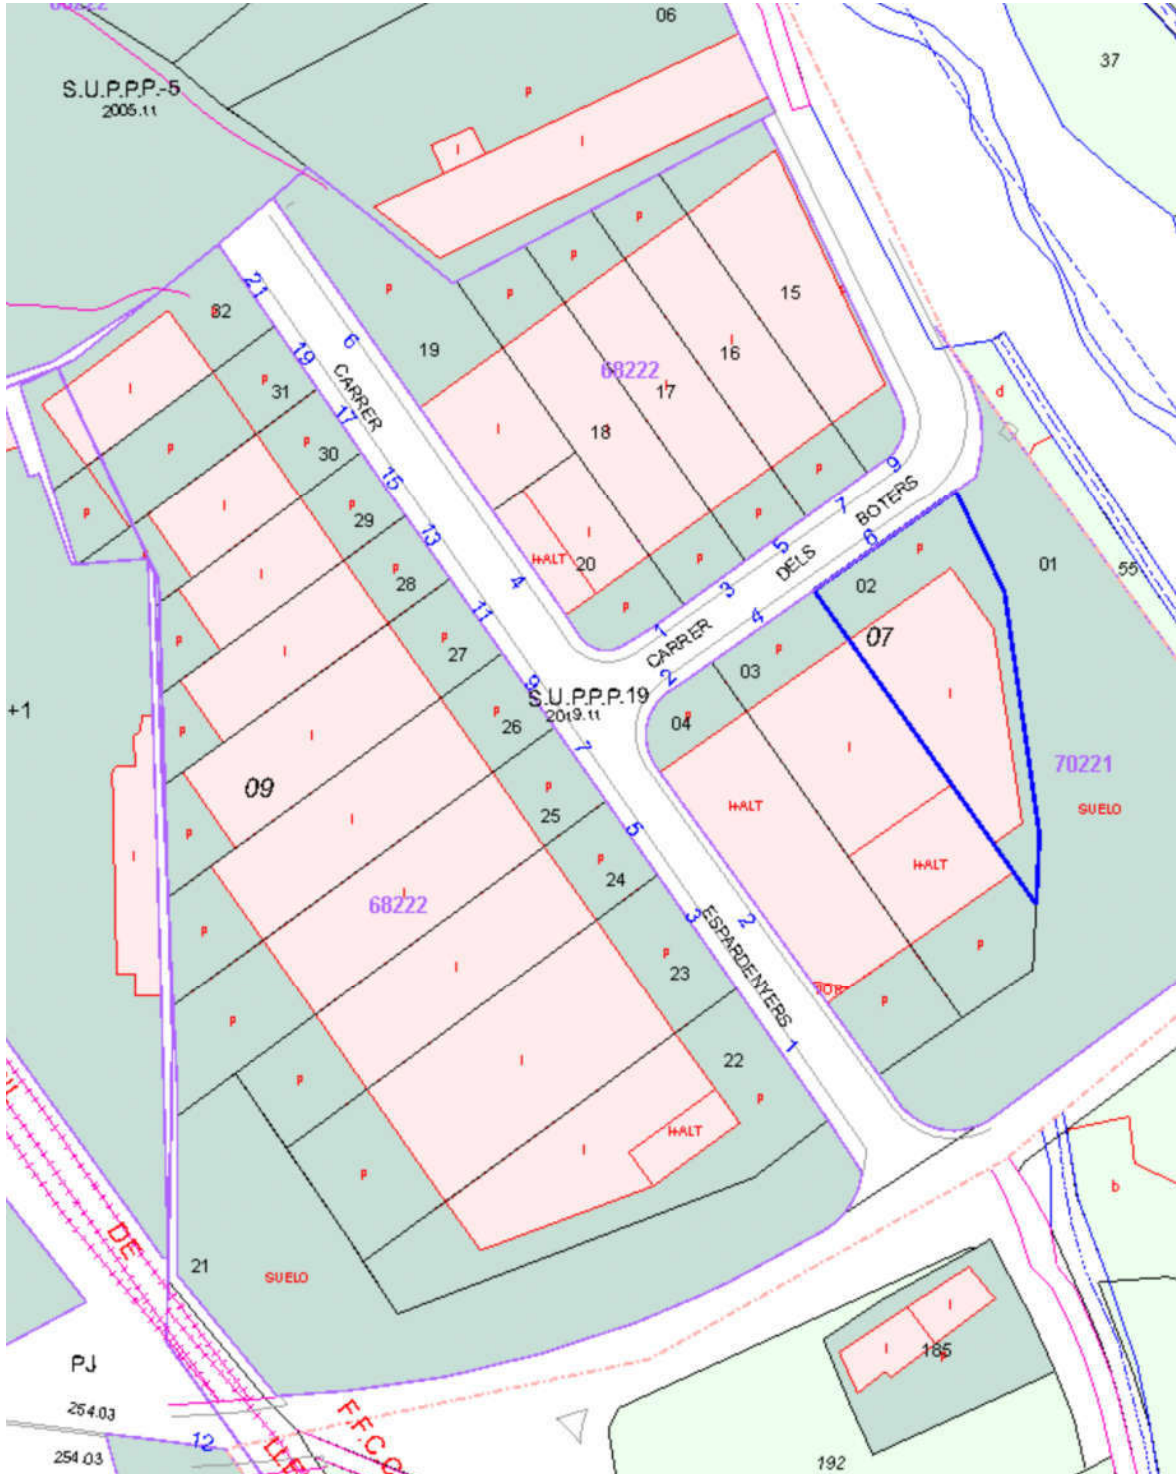 06
37
S.U.P.P.P.-5
2005.11
P
I
I
P
P
P
P
15
21
32
6
19
16
I
68222
CARRER
19
17
I
d
P
31
17
18
I
P
I
P
30
15
P
9
BOTERS
7
P
P
29
13
I
P
6
I
P
28
I
HALT
20
4
5
DELS
P
01
55
02
3
P
11
P
07
P
27
1
CARRER
4
P
03
9
S.U.P.P.P.19
2019.11
2
04
P
26
+1
P
7
I
70221
09
P
25
HALT
SUELO
5
I
P
24
HALT
68222
I
3
ESPARDENYERS
2
P
P
23
I
P
P
1
22
P
I
HALT
P
I
P
b
21
SUELO
DE
I
I
185
PJ
254.03
F.F.C.C
12
LLE
254.03
192